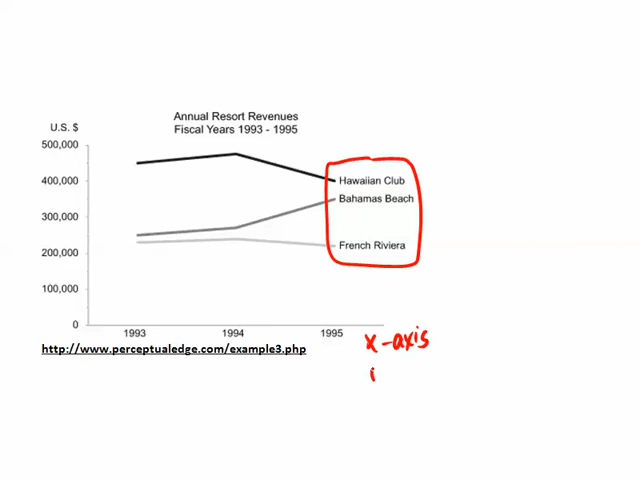 Annual Resort Revenues
Fiscal Years 1993 - 1995
U.S. $
500,000
400,000
300,000
200,000
100,000
0
Hawaiian Club
Bahamas Beach
French Riviera
1993 1994 1995
http://www.perceptualedge.com/example3.php
x-axis